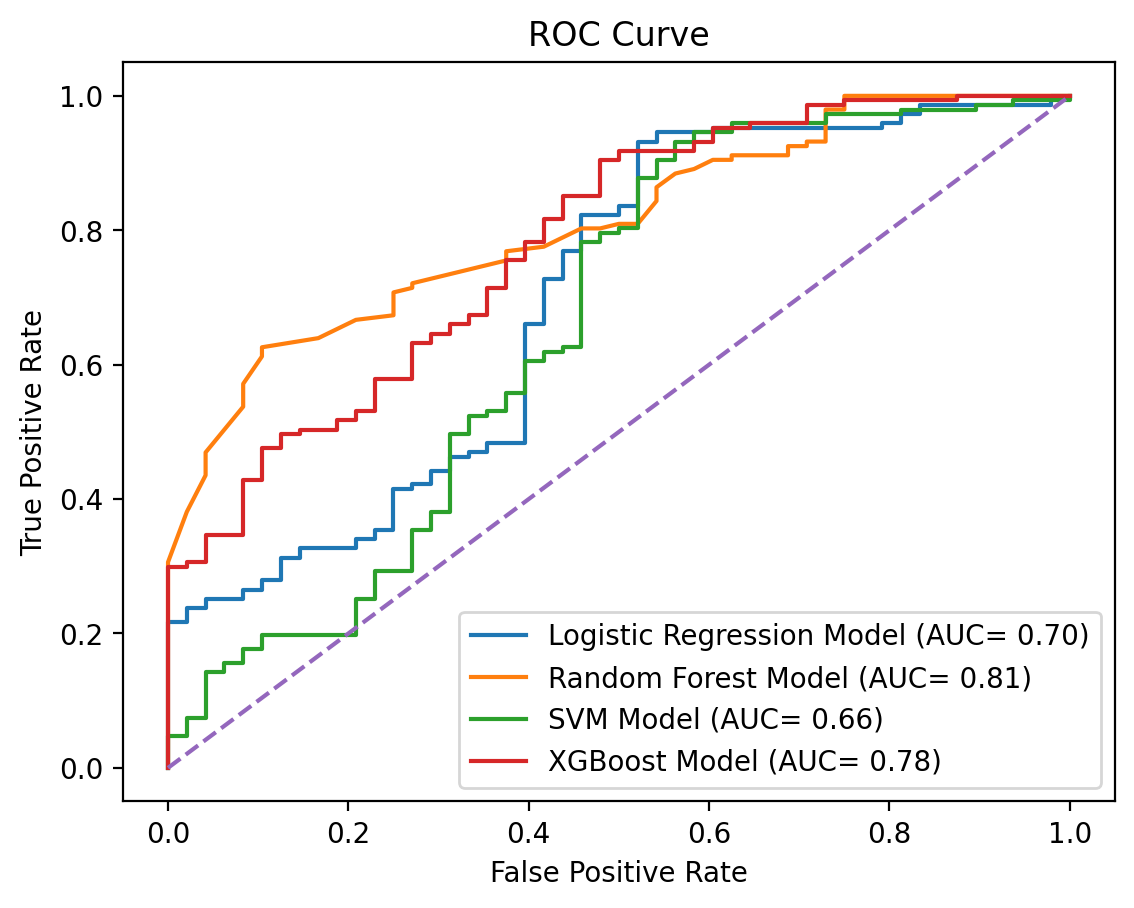 ROC Curve
1.0
0.8
0.6
0.4
0.2
0.0
True Positive Rate
Logistic Regression Model (AUC= 0.70)
Random Forest Model (AUC= 0.81)
SVM Model (AUC= 0.66)
XGBoost Model (AUC= 0.78)
0.0 0.2 0.4 0.6 0.8 1.0
False Positive Rate